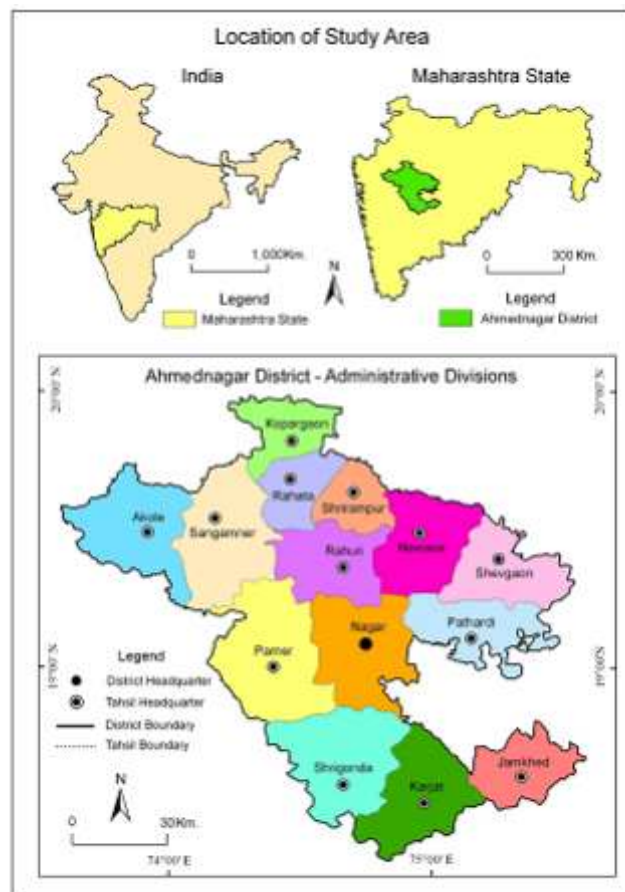 Location of Study Area
India
Maharashtra State
0 1,000Km.
N
0 300 Km.
Legend
Maharashtra State
Legend
Ahmednagar District
Ahmednagar District - Administrative Divisions
20°00' N
20°00' N
Kopargaon
Rahata
Shrirampur
Akole
Sangamner
Rahuri
Newasa
Shevgaon
Nagar
Pathardi
Parner
19°00' N
19°00' N
Legend
District Headquarter
Tahsil Headquarter
District Boundary
Tahsil Boundary
Shrigonda
Karjat
Jamkhed
N
0 30 Km.
74°00' E
75°00' E